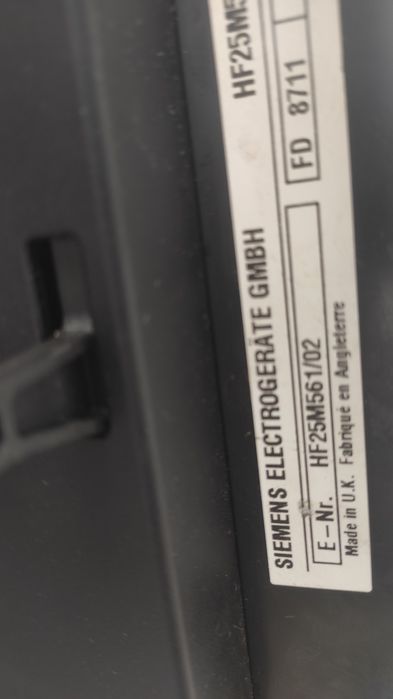 HF25M5
FD 8711
SIEMENS ELECTROGERÄTE GMBH
E-Nr. HF25M561/02
Made in U.K. Fabriqué en Angleterre